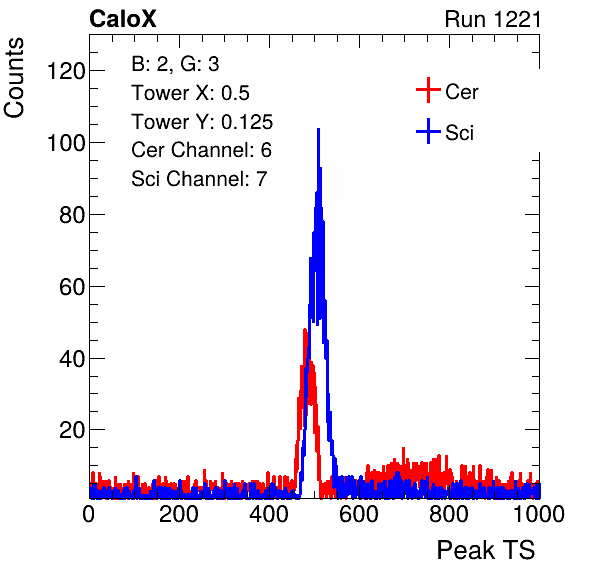 CaloX Run 1221
Counts
B: 2, G: 3
Tower X: 0.5
Tower Y: 0.125
Cer Channel: 6
Sci Channel: 7
Cer
Sci
120
100
80
60
40
20
0 200 400 600 800 1000
Peak TS